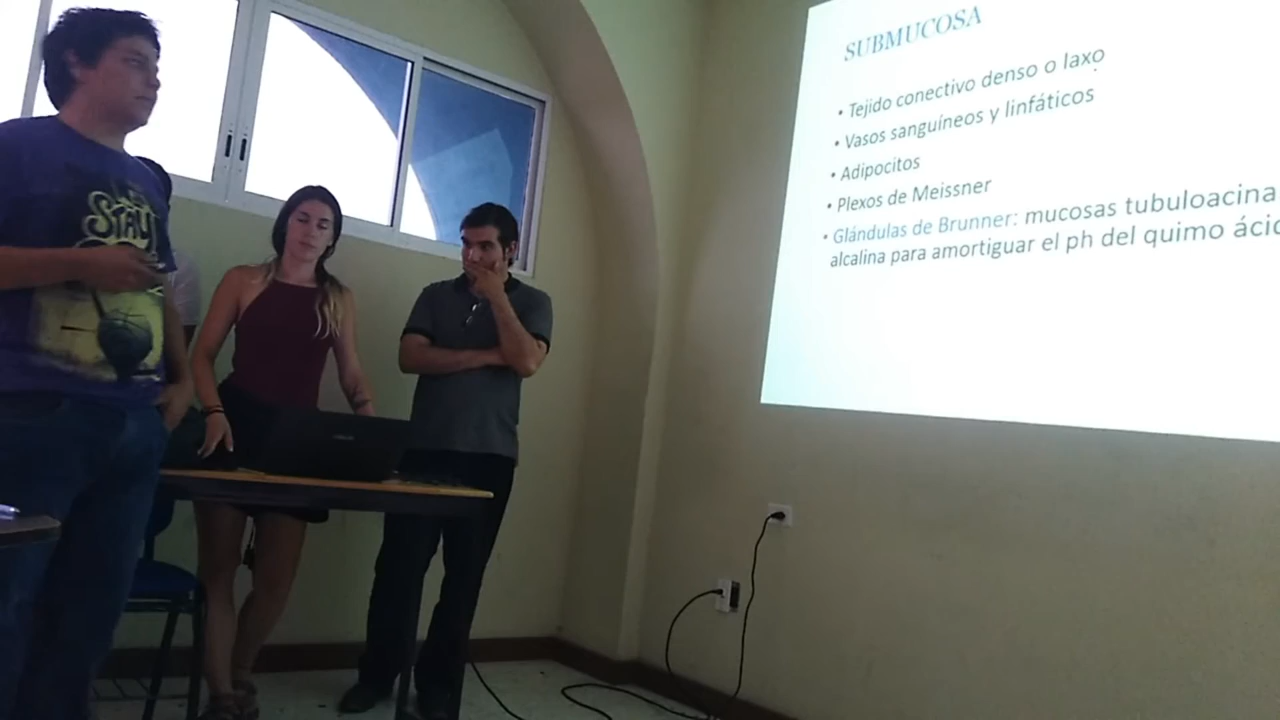 STAY
SUBMUCOSA
• Tejido conectivo denso o laxo
• Vasos sanguíneos y linfáticos
• Adipocitos
• Plexos de Meissner
• Glándulas de Brunner: mucosas tubuloacina
alcalina para amortiguar el ph del quimo ácid